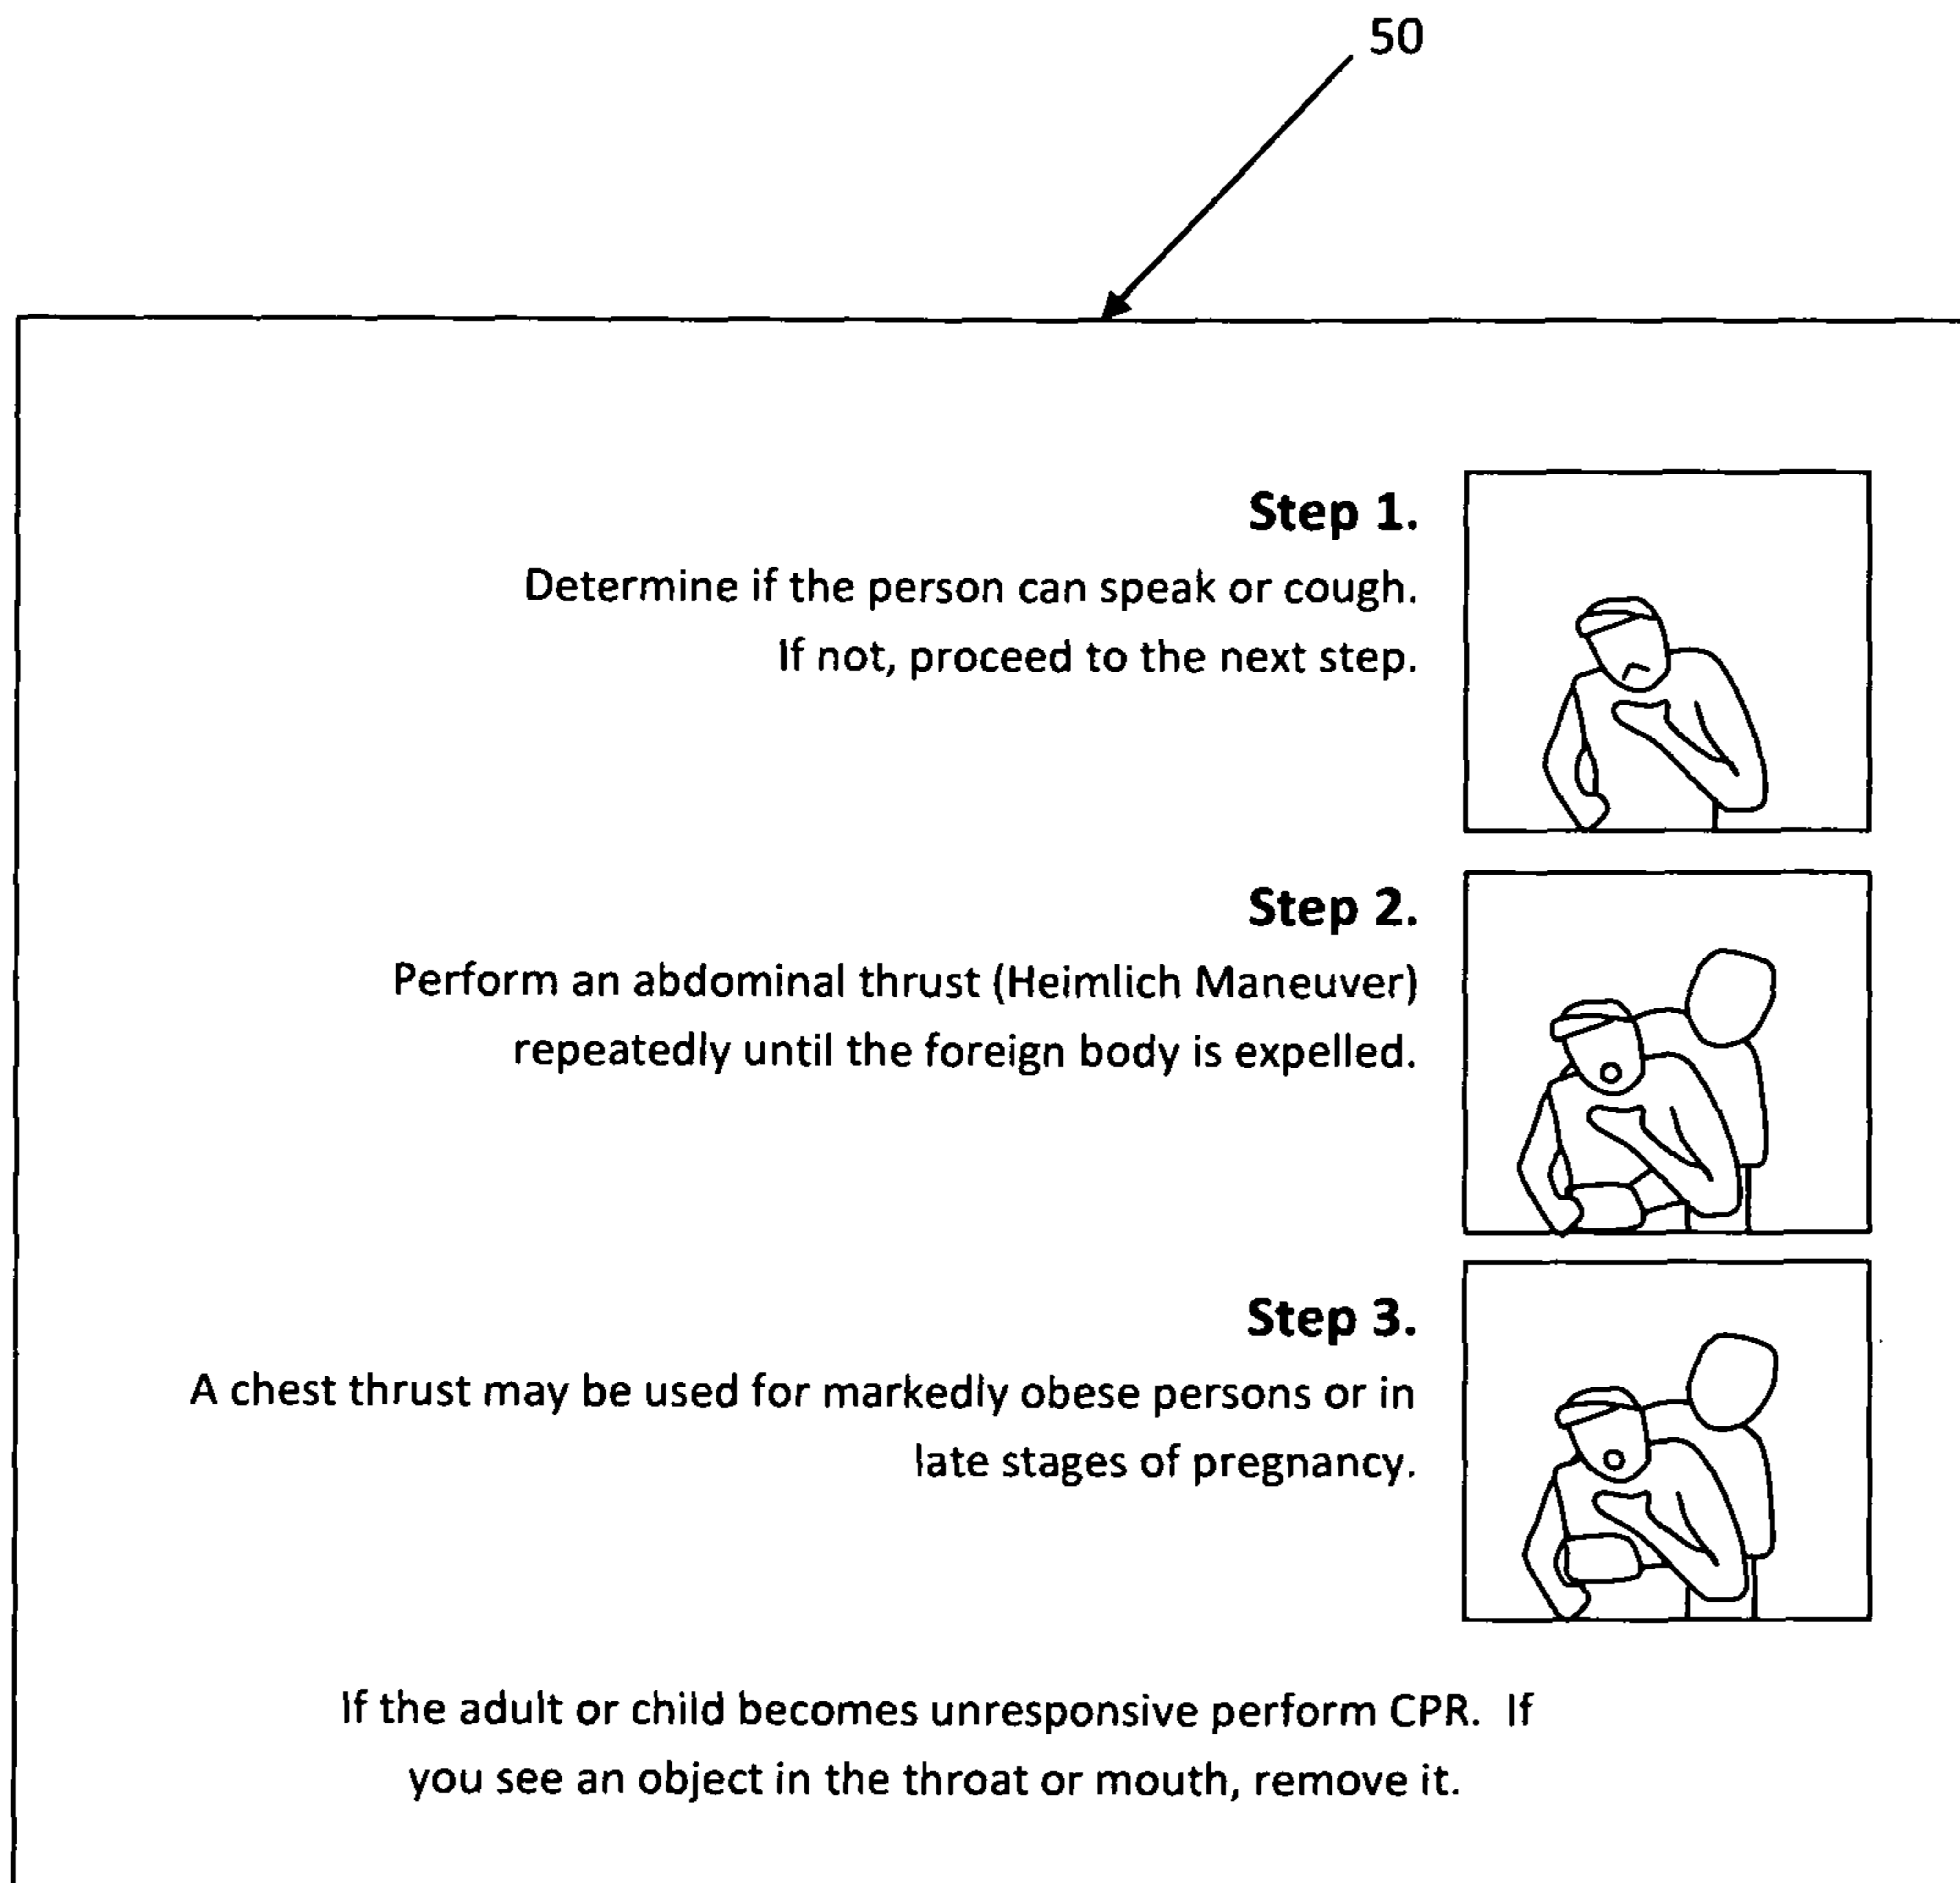 50
Step 1.
Determine if the person can speak or cough.
If not, proceed to the next step.
Step 2.
Perform an abdominal thrust (Heimlich Maneuver)
repeatedly until the foreign body is expelled.
Step 3.
A chest thrust may be used for markedly obese persons or in
late stages of pregnancy.
If the adult or child becomes unresponsive perform CPR.  If
you see an object in the throat or mouth, remove it.